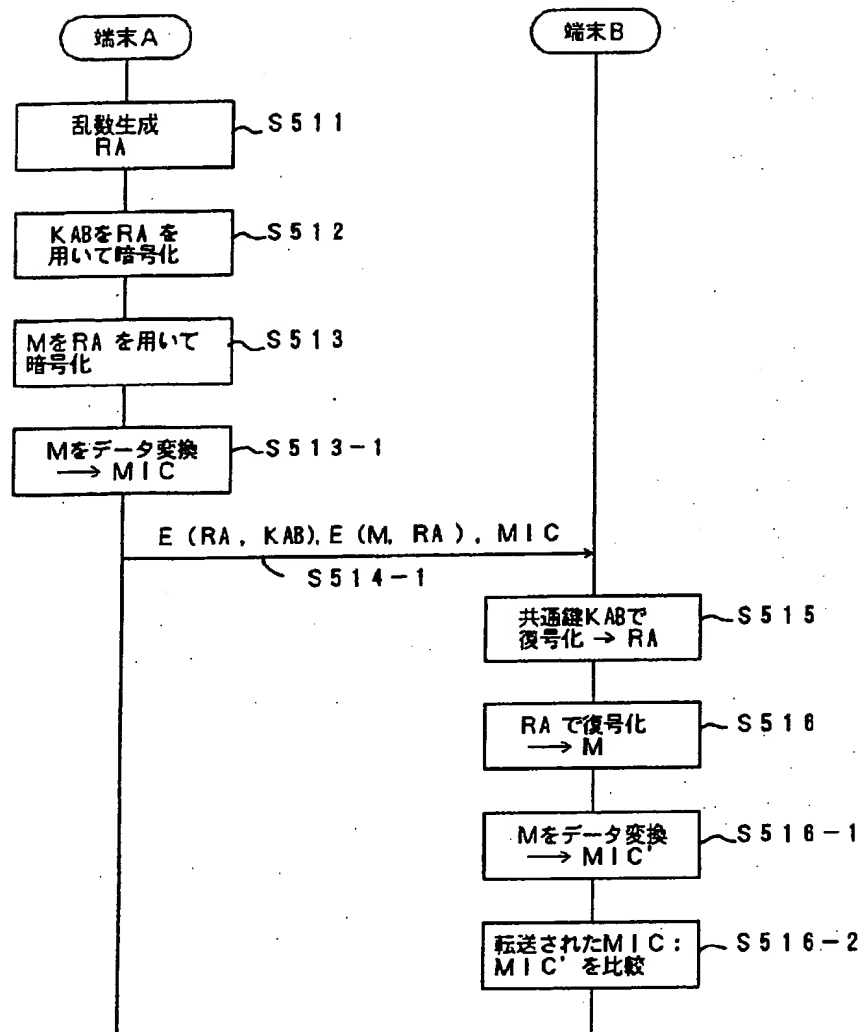 端末A
端末B
乱数生成
RA
S511
KABをRA を
用いて暗号化
S512
MをRA を用いて
暗号化
S513
Mをデータ変換
→ MIC
S513-1
E (RA, KAB), E (M, RA), MIC
S514-1
共通鍵KABで
復号化 → RA
S515
RA で復号化
→ M
S516
Mをデータ変換
→ MIC'
S516-1
転送されたMIC:
MIC' を比較
S516-2